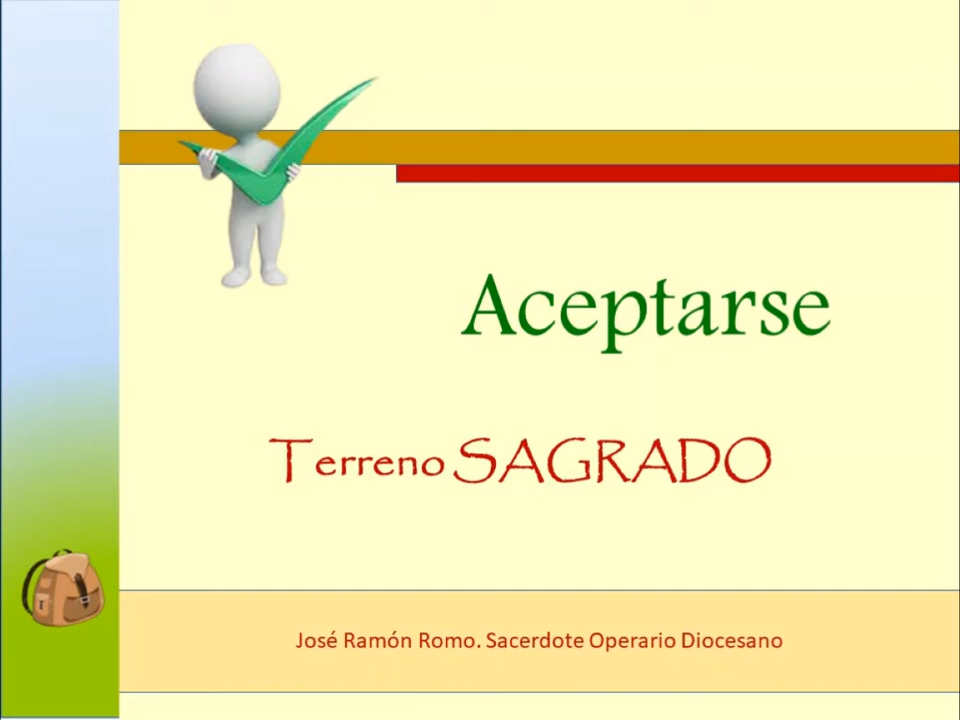 Aceptarse
Terreno SAGRADO
José Ramón Romo. Sacerdote Operario Diocesano